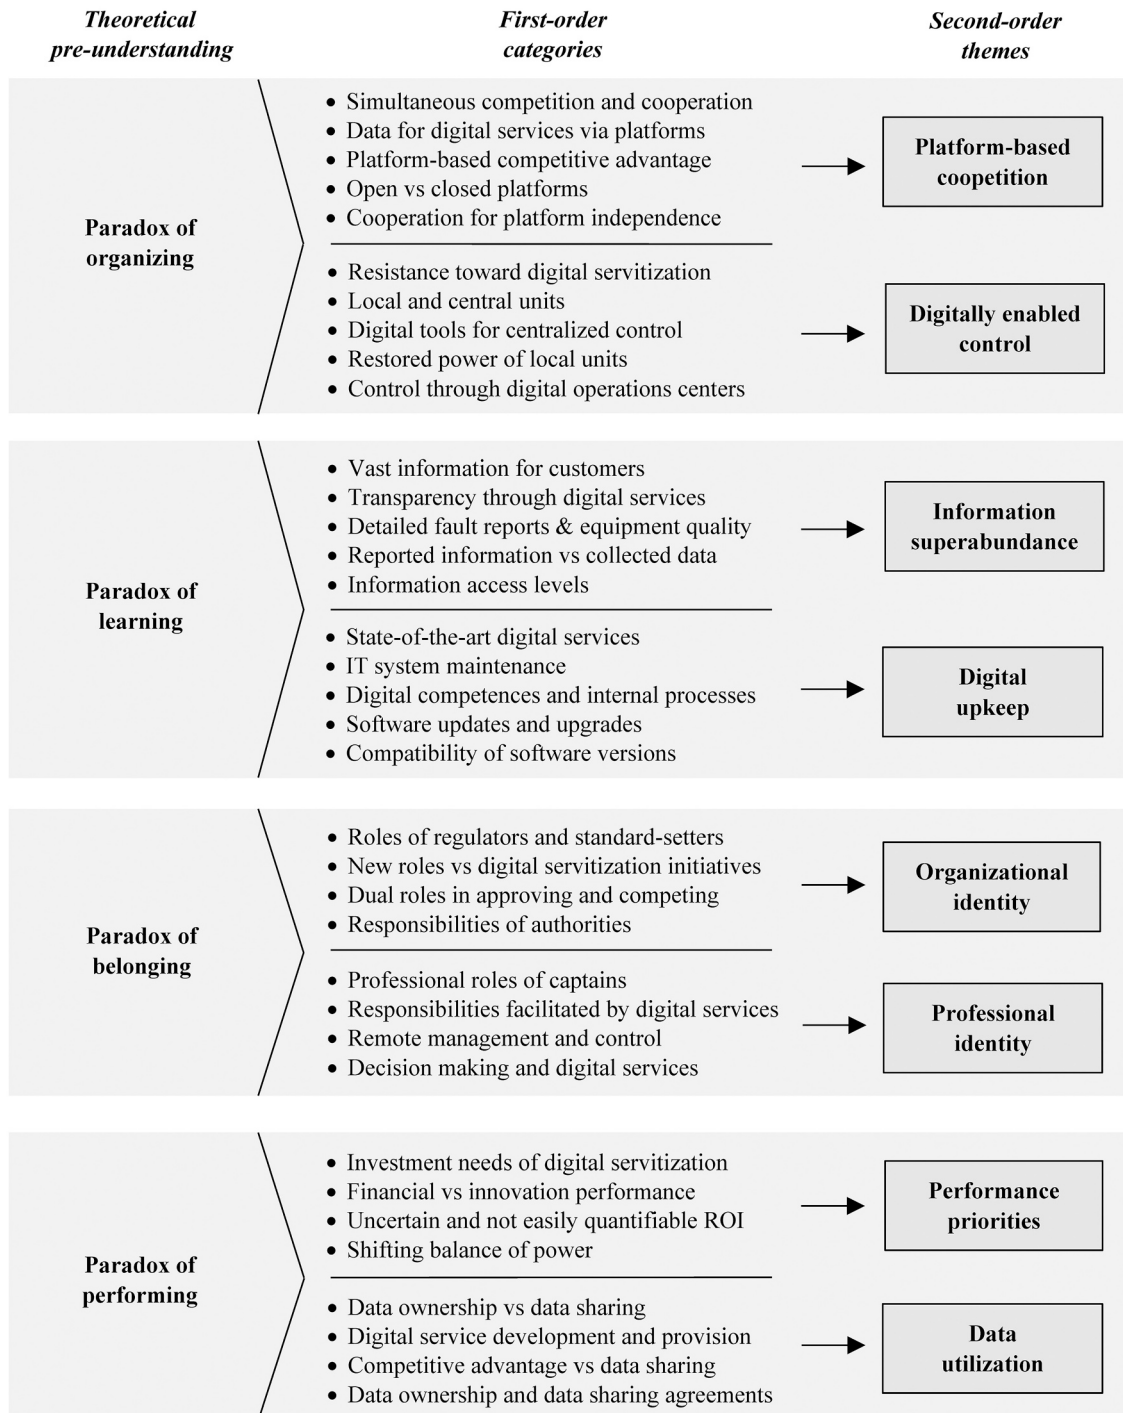 Theoretical
pre-understanding
First-order
categories
Second-order
themes
Paradox of
organizing
• Simultaneous competition and cooperation
• Data for digital services via platforms
• Platform-based competitive advantage
• Open vs closed platforms
• Cooperation for platform independence
Platform-based
coopetition
• Resistance toward digital servitization
• Local and central units
• Digital tools for centralized control
• Restored power of local units
• Control through digital operations centers
Digitally enabled
control
Paradox of
learning
• Vast information for customers
• Transparency through digital services
• Detailed fault reports & equipment quality
• Reported information vs collected data
• Information access levels
Information
superabundance
• State-of-the-art digital services
• IT system maintenance
• Digital competences and internal processes
• Software updates and upgrades
• Compatibility of software versions
Digital
upkeep
Paradox of
belonging
• Roles of regulators and standard-setters
• New roles vs digital servitization initiatives
• Dual roles in approving and competing
• Responsibilities of authorities
Organizational
identity
• Professional roles of captains
• Responsibilities facilitated by digital services
• Remote management and control
• Decision making and digital services
Professional
identity
Paradox of
performing
• Investment needs of digital servitization
• Financial vs innovation performance
• Uncertain and not easily quantifiable ROI
• Shifting balance of power
Performance
priorities
• Data ownership vs data sharing
• Digital service development and provision
• Competitive advantage vs data sharing
• Data ownership and data sharing agreements
Data
utilization